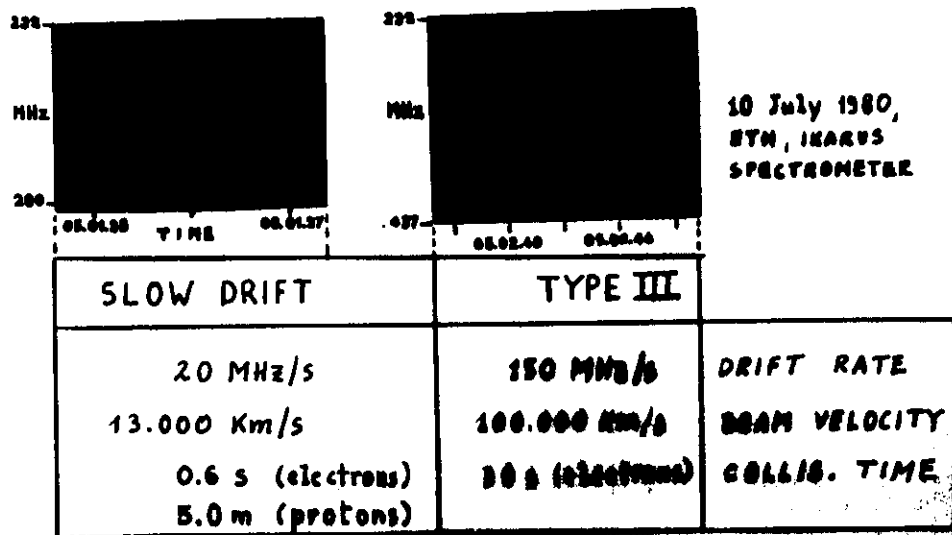 MHz
MHz
200
TIME
10 July 1980,
ETH, IKARUS
SPECTROMETER
SLOW DRIFT TYPE III
20 MHz/s 150 MHz/s DRIFT RATE
13.000 Km/s 100.000 Km/s BEAM VELOCITY
0.6 s (electrons) (electrons) COLLIS. TIME
5.0 m (protons)